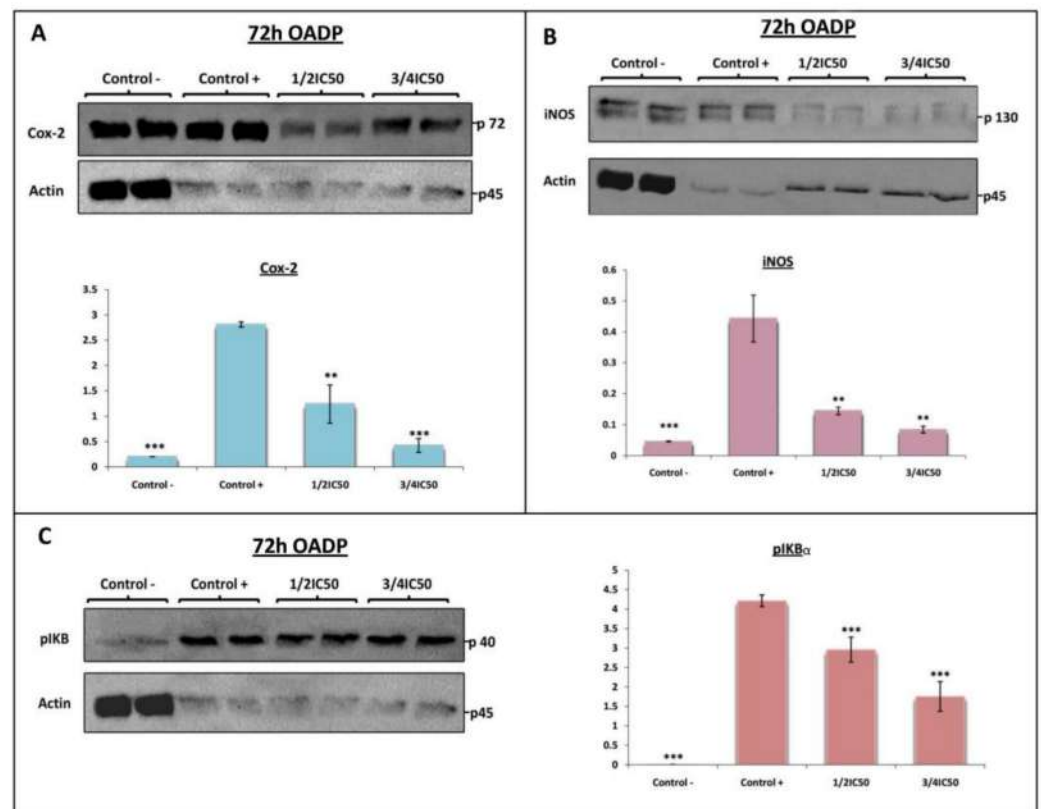 A
72h OADP
Control - Control + 1/2IC50 3/4IC50
Cox-2
p 72
Actin
p45
Cox-2
3.5
3
2.5
2
1.5
1
0.5
0
***
**
***
Control - Control + 1/2IC50 3/4IC50
B
72h OADP
Control - Control + 1/2IC50 3/4IC50
iNOS
p 130
Actin
p45
iNOS
0.6
0.5
0.4
0.3
0.2
0.1
0
***
**
**
Control - Control + 1/2IC50 3/4IC50
C
72h OADP
Control - Control + 1/2IC50 3/4IC50
pIKB
p 40
Actin
p45
pIKBα
5
4.5
4
3.5
3
2.5
2
1.5
1
0.5
0
***
***
***
Control - Control + 1/2IC50 3/4IC50